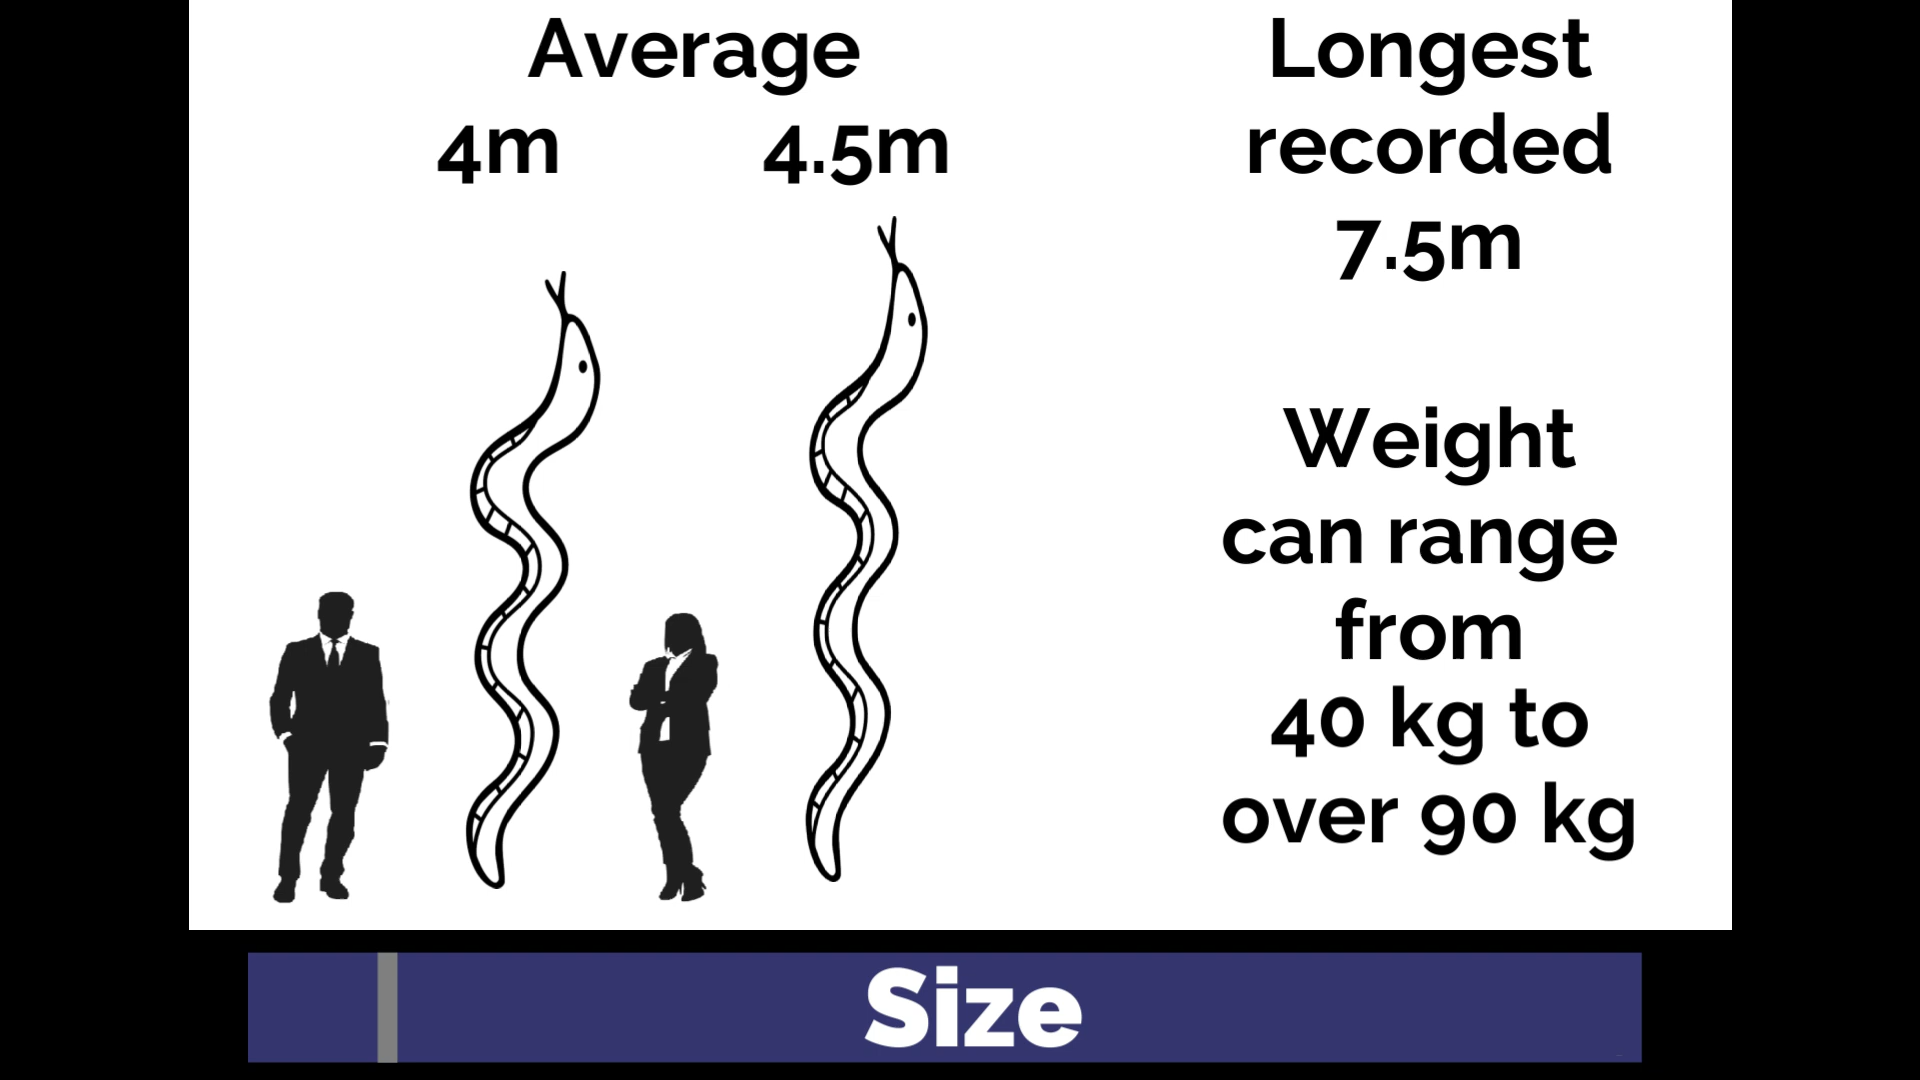 Average
4m 4.5m
Longest
recorded
7.5m
Weight
can range
from
40 kg to
over 90 kg
Size